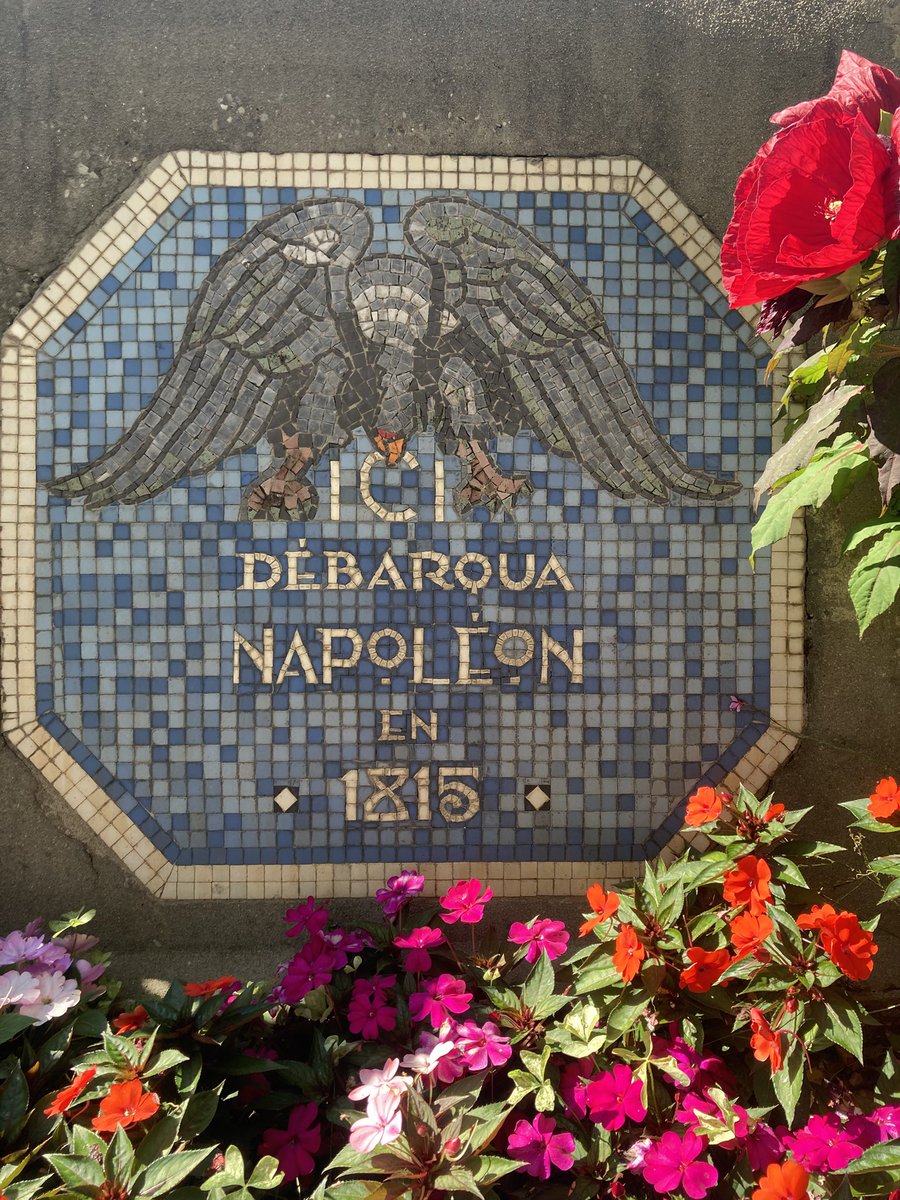 ICI
DÉBARQUA
NAPOLÉON
EN
1815